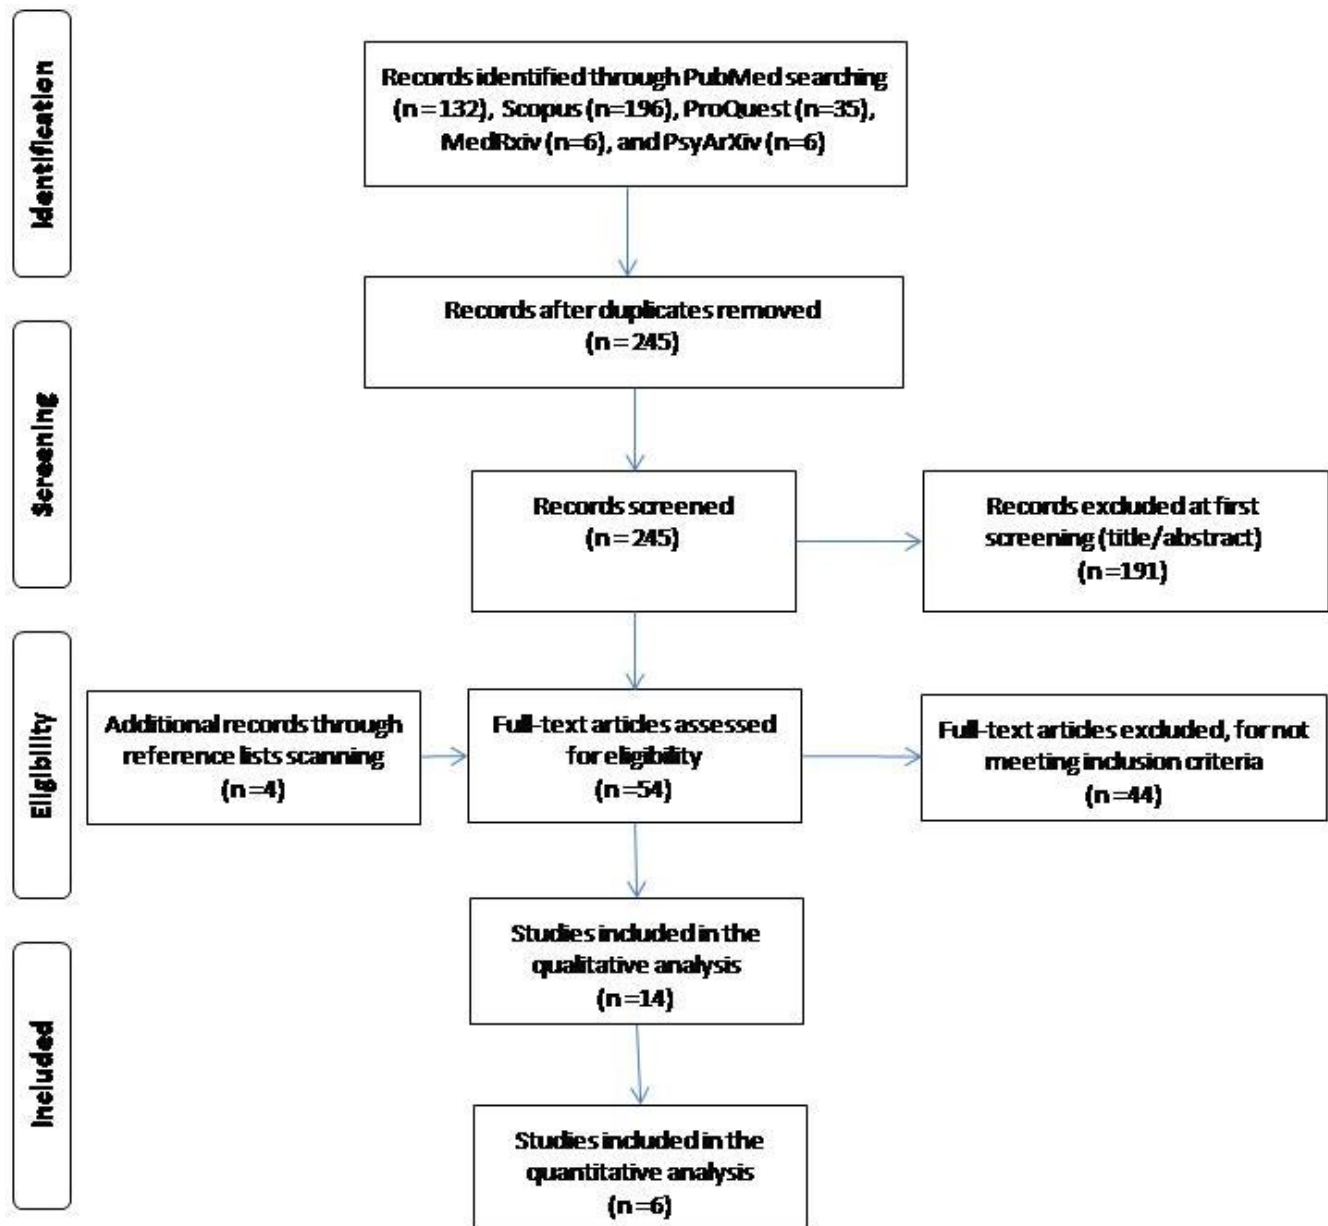 Identification
Records identified through PubMed searching
(n = 132), Scopus (n=196), ProQuest (n=35),
MedRxiv (n=6), and PsyArXiv (n=6)
Records after duplicates removed
(n = 245)
Screening
Records screened
(n = 245)
Records excluded at first
screening (title/abstract)
(n =191)
Eligibility
Additional records through
reference lists scanning
(n =4)
Full-text articles assessed
for eligibility
(n =54)
Full-text articles excluded, for not
meeting inclusion criteria
(n =44)
Studies included in the
qualitative analysis
(n =14)
Included
Studies included in the
quantitative analysis
(n =6)